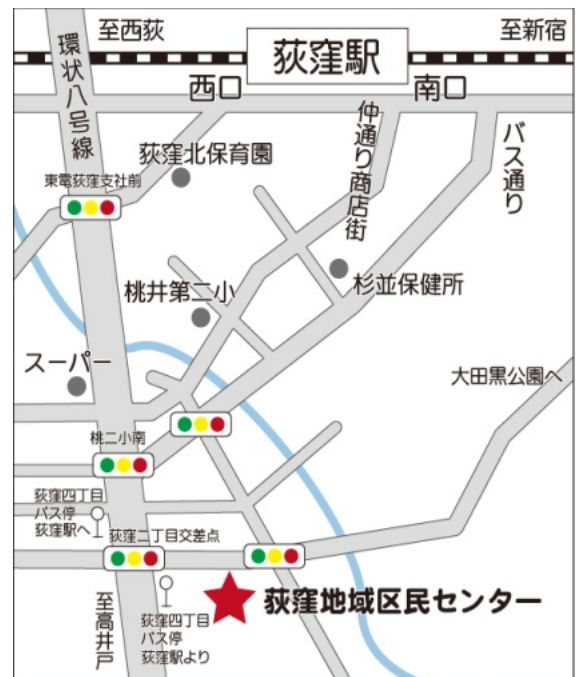 至西荻
至新宿
荻窪駅
西口
南口
環状八号線
仲通り商店街
バス通り
荻窪北保育園
東電荻窪支社前
杉並保健所
桃井第二小
スーパー
大田黒公園へ
桃二小南
荻窪四丁目
バス停
荻窪駅へ
荻窪二丁目交差点
至高井戸
荻窪四丁目
バス停
荻窪駅より
荻窪地域区民センター